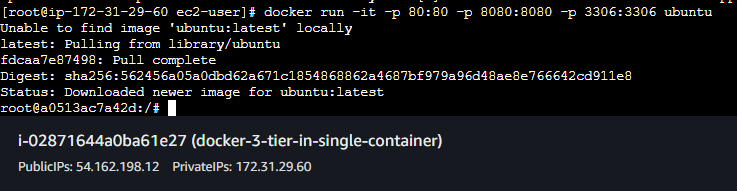 [root@ip-172-31-29-60 ec2-user]# docker run -it -p 80:80 -p 8080:8080 -p 3306:3306 ubuntu
Unable to find image 'ubuntu:latest' locally
latest: Pulling from library/ubuntu
fdcaa7e87498: Pull complete
Digest: sha256:562456a05a0dbd62a671c1854868862a4687bf979a96d48ae8e766642cd911e8
Status: Downloaded newer image for ubuntu:latest
root@a0513ac7a42d:/#
i-02871644a0ba61e27 (docker-3-tier-in-single-container)
PublicIPs: 54.162.198.12 PrivateIPs: 172.31.29.60